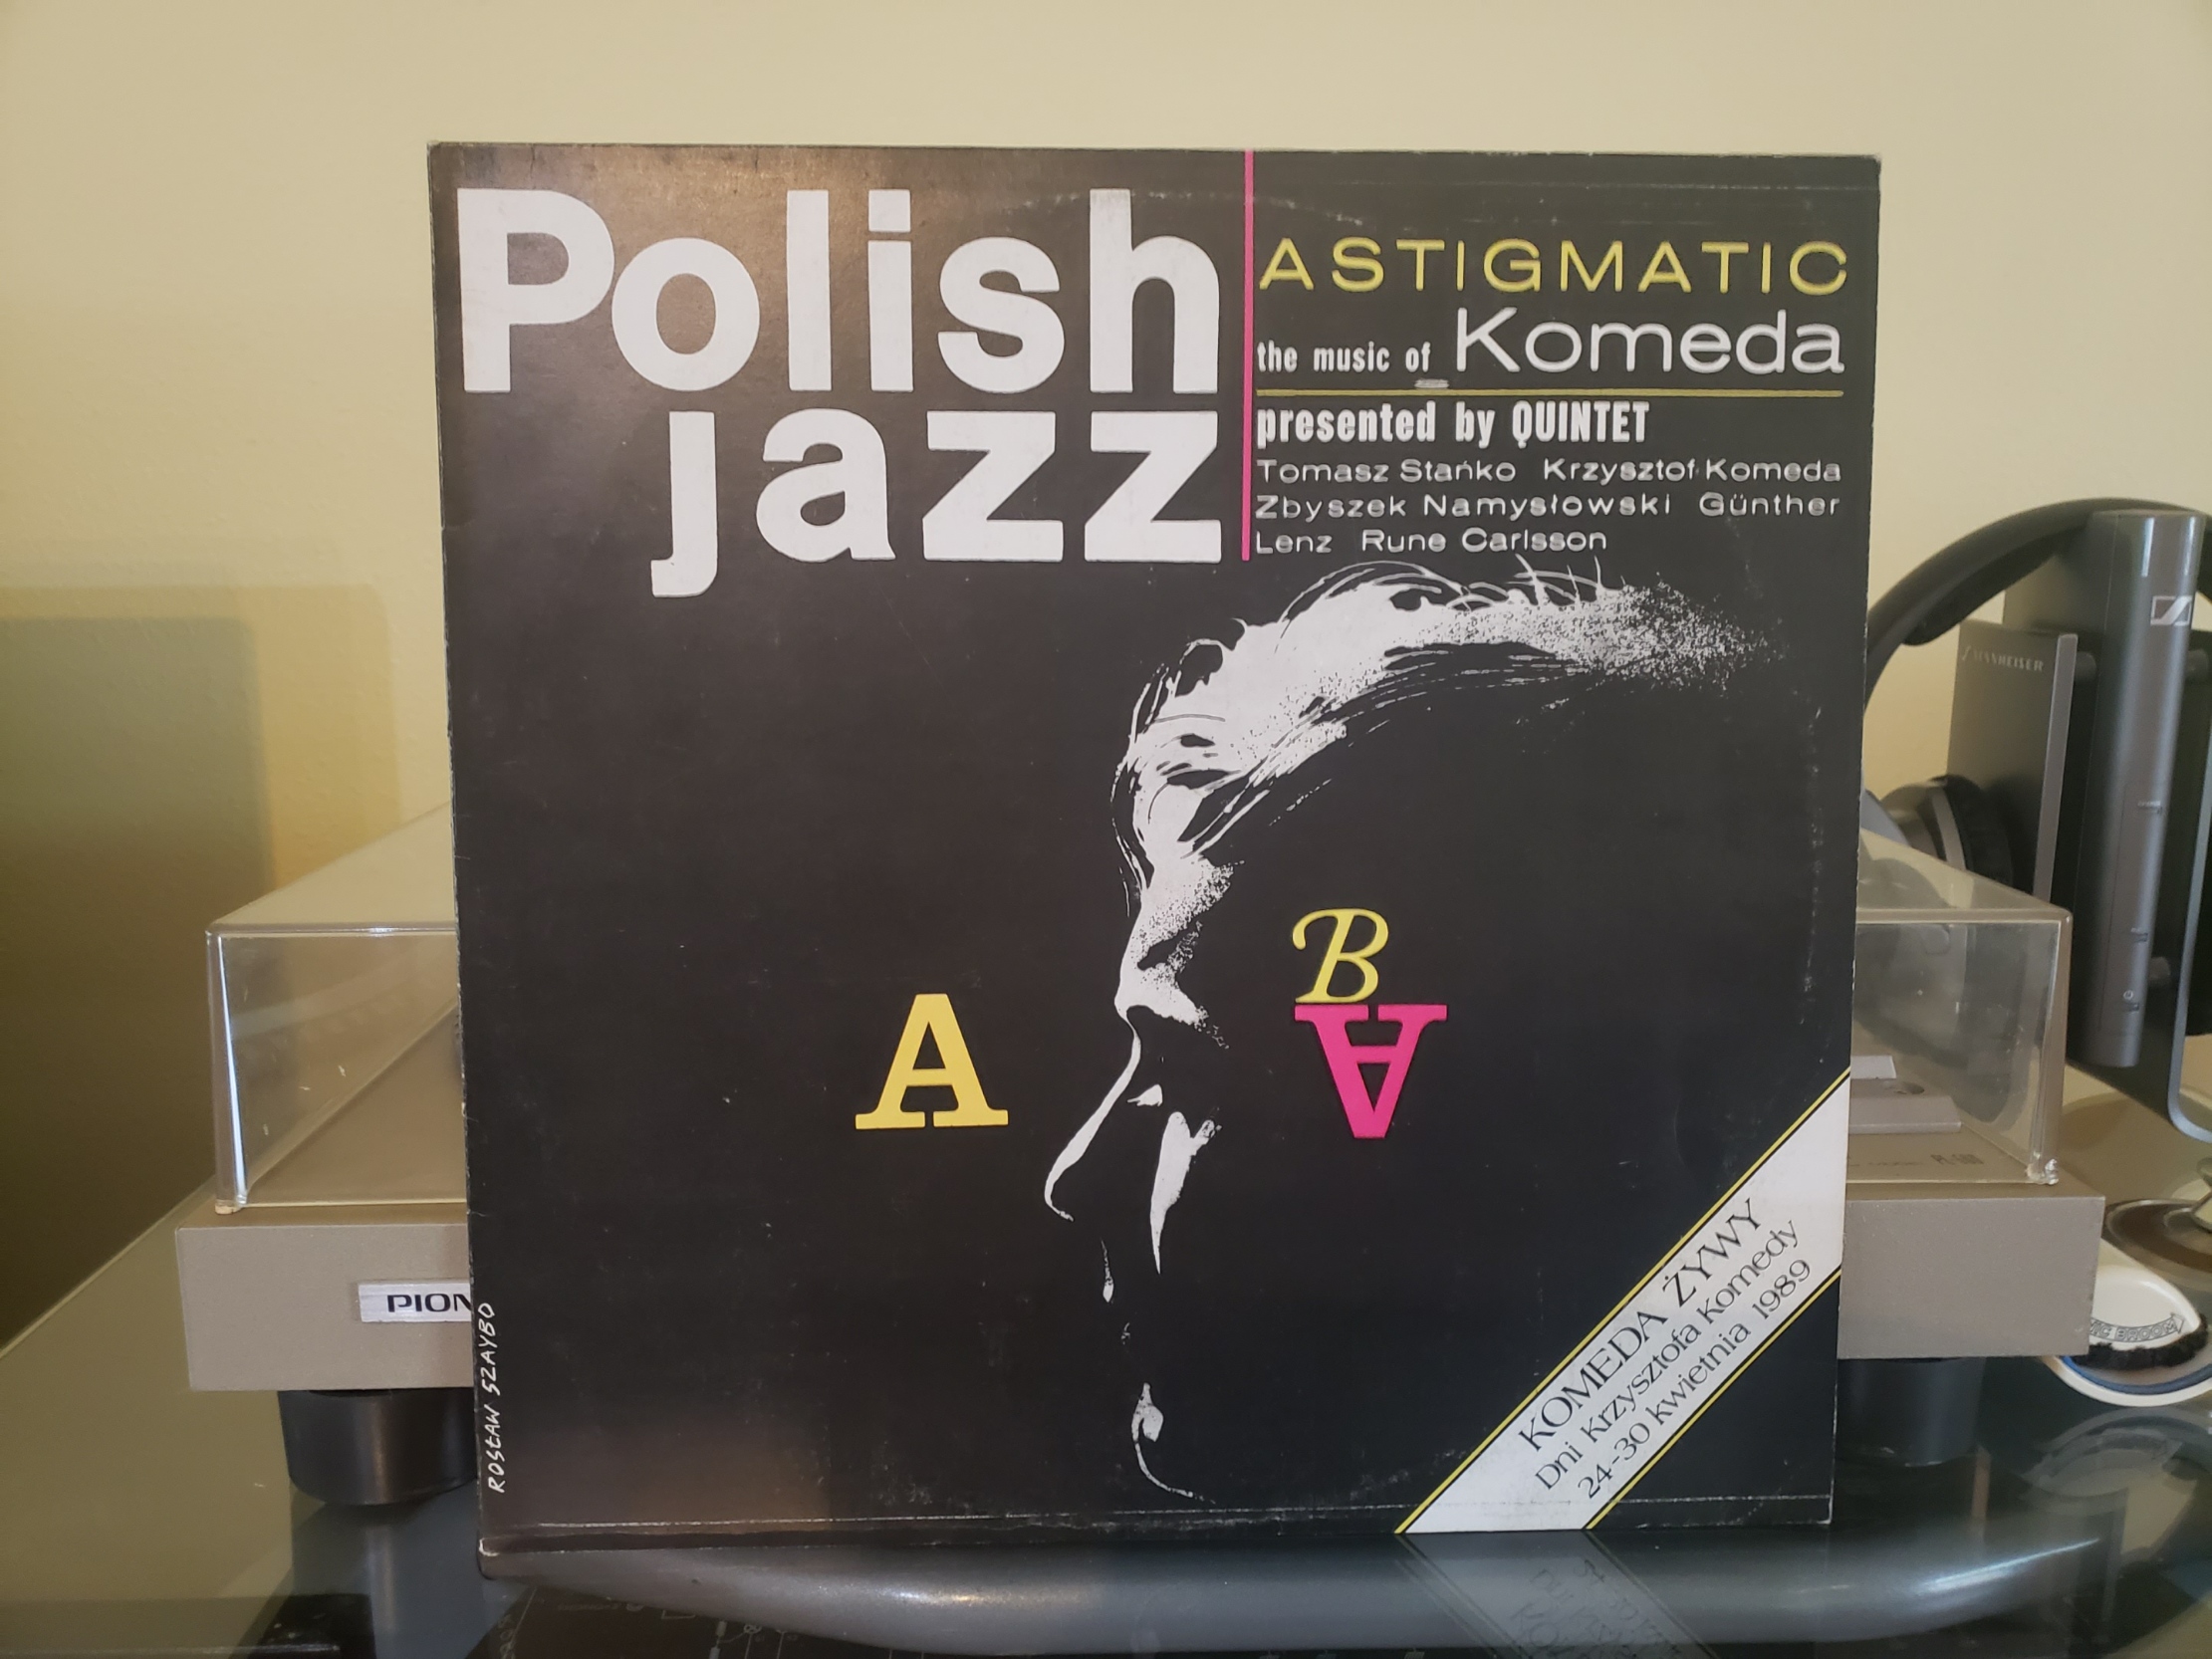 Polish
jazz
ASTIGMATIC
the music of Komeda
presented by QUINTET
Tomasz Stańko Krzysztof Komeda
Zbyszek Namysłowski Günther
Lenz Rune Carlsson
A
B
A
KOMEDA ŻYWY
Dni Krzysztofa Komedy
24-30 kwietnia 1989
ROSŁAW SZAYBO
PION
SENNHEISER